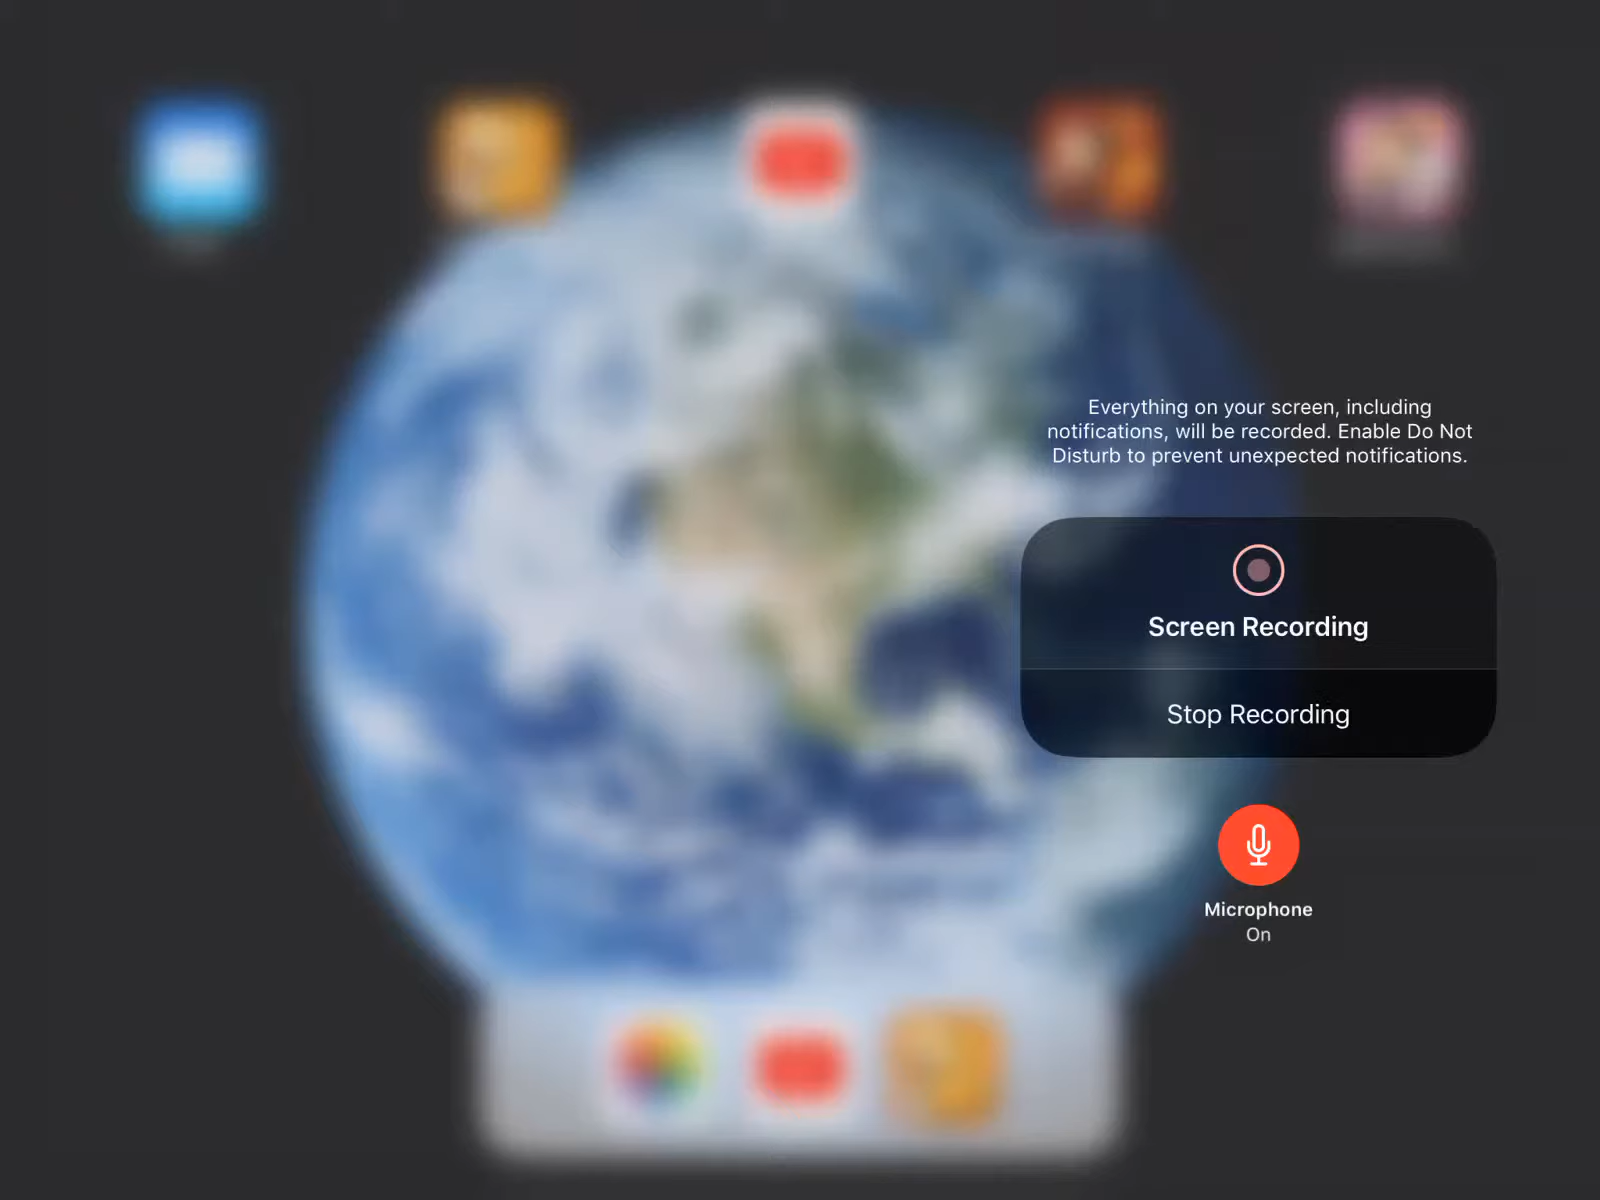 Everything on your screen, including
notifications, will be recorded. Enable Do Not
Disturb to prevent unexpected notifications.
Screen Recording
Stop Recording
Microphone
On